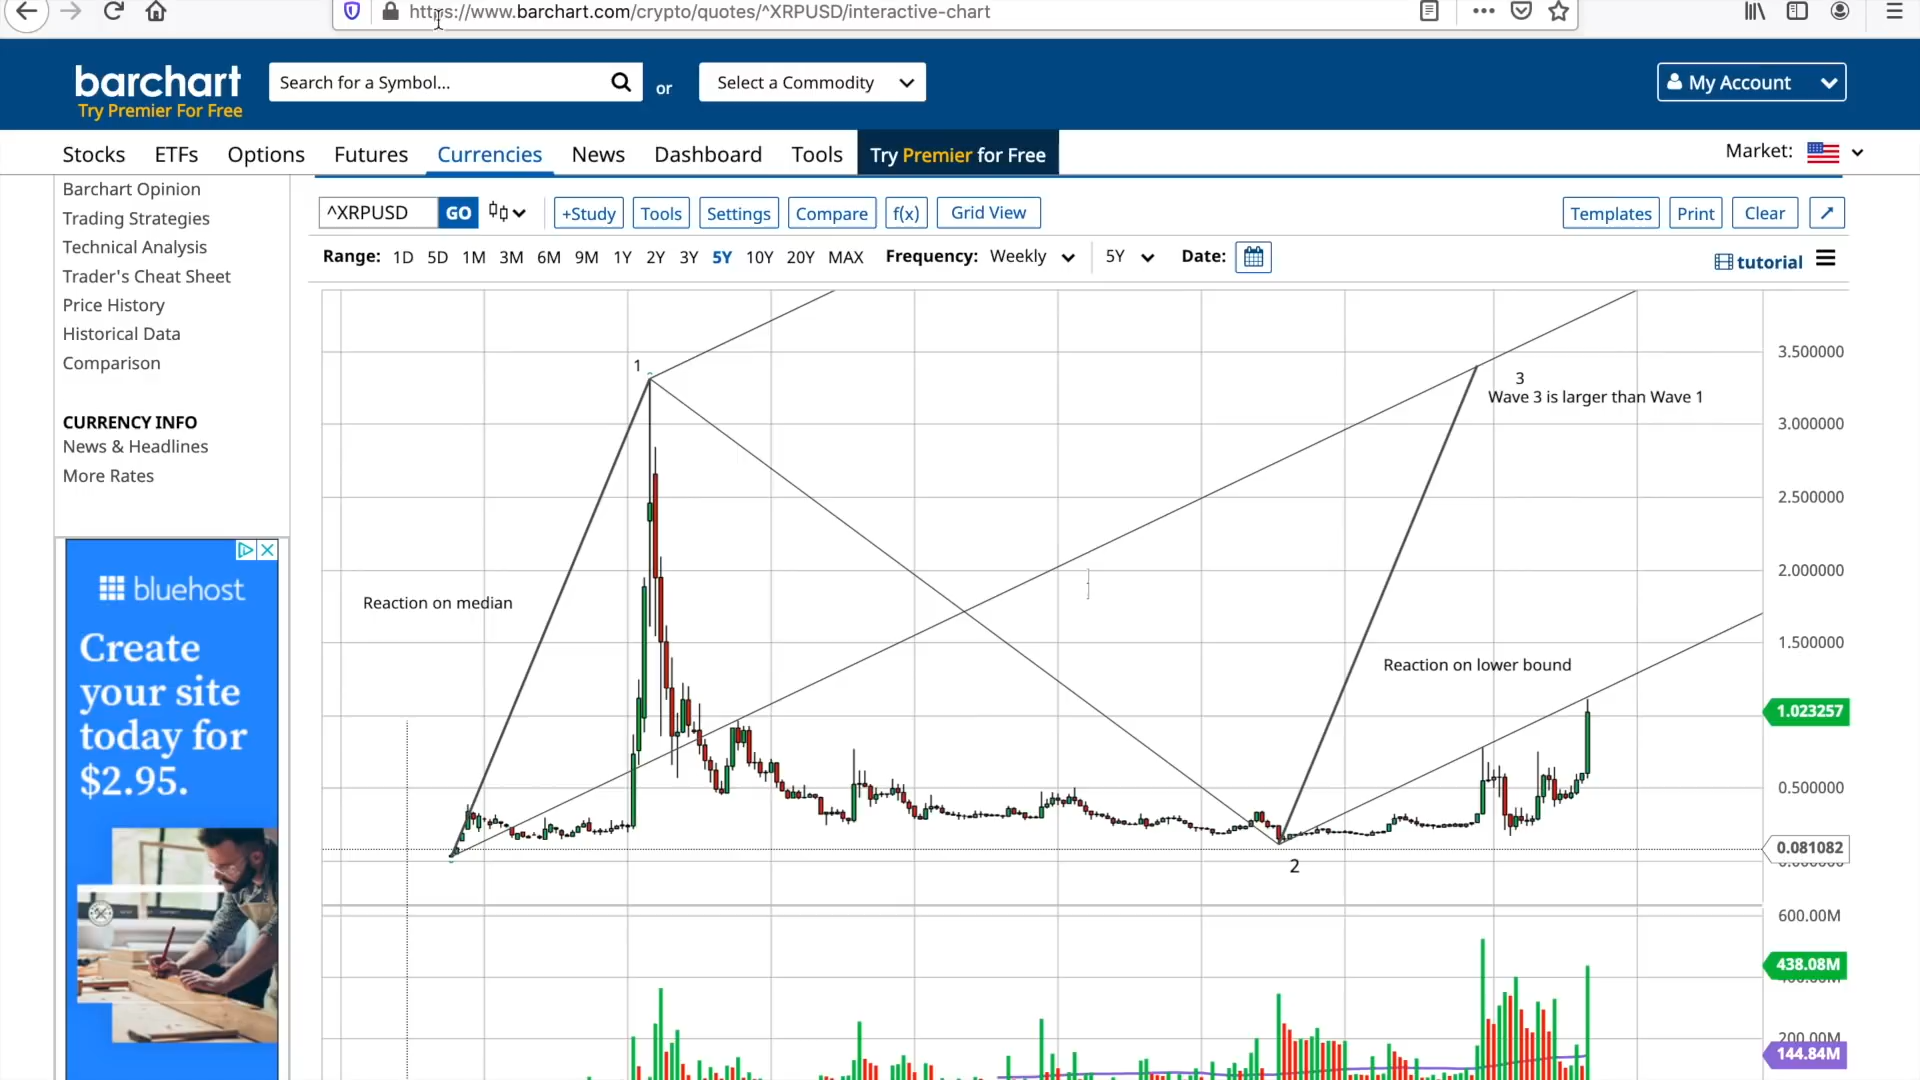 https://www.barchart.com/crypto/quotes/^XRPUSD/interactive-chart
barchart
Try Premier For Free
Search for a Symbol...
or
Select a Commodity
My Account
Stocks ETFs Options Futures Currencies News Dashboard Tools Try Premier for Free
Market:
Barchart Opinion
Trading Strategies
Technical Analysis
Trader's Cheat Sheet
Price History
Historical Data
Comparison
CURRENCY INFO
News & Headlines
More Rates
bluehost
Create
your site
today for
$2.95.
^XRPUSD GO +Study Tools Settings Compare f(x) Grid View Templates Print Clear
Range: 1D 5D 1M 3M 6M 9M 1Y 2Y 3Y 5Y 10Y 20Y MAX Frequency: Weekly 5Y Date:
tutorial
1
3
Wave 3 is larger than Wave 1
Reaction on median
Reaction on lower bound
2
3.500000
3.000000
2.500000
2.000000
1.500000
1.023257
0.500000
0.081082
600.00M
438.08M
200.00M
144.84M